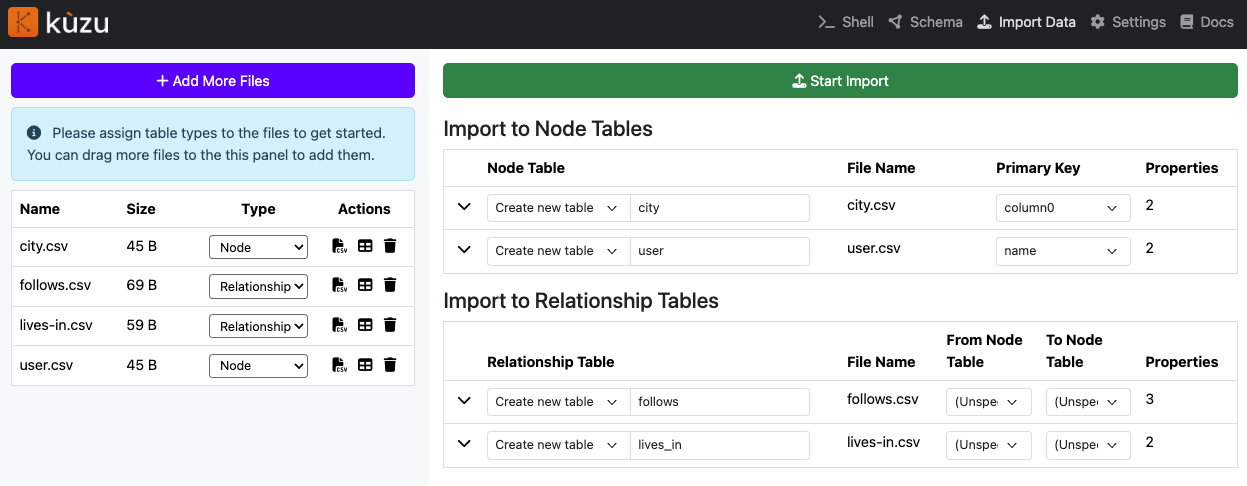 kùzu
Shell Schema Import Data Settings Docs
+ Add More Files
Please assign table types to the files to get started.
You can drag more files to the this panel to add them.
Name Size Type Actions
city.csv 45 B Node CSV
follows.csv 69 B Relationship CSV
lives-in.csv 59 B Relationship CSV
user.csv 45 B Node CSV
Start Import
Import to Node Tables
Node Table File Name Primary Key Properties
Create new table city city.csv column0 2
Create new table user user.csv name 2
Import to Relationship Tables
Relationship Table File Name From Node Table To Node Table Properties
Create new table follows follows.csv (Unspe (Unspe 3
Create new table lives_in lives-in.csv (Unspe (Unspe 2